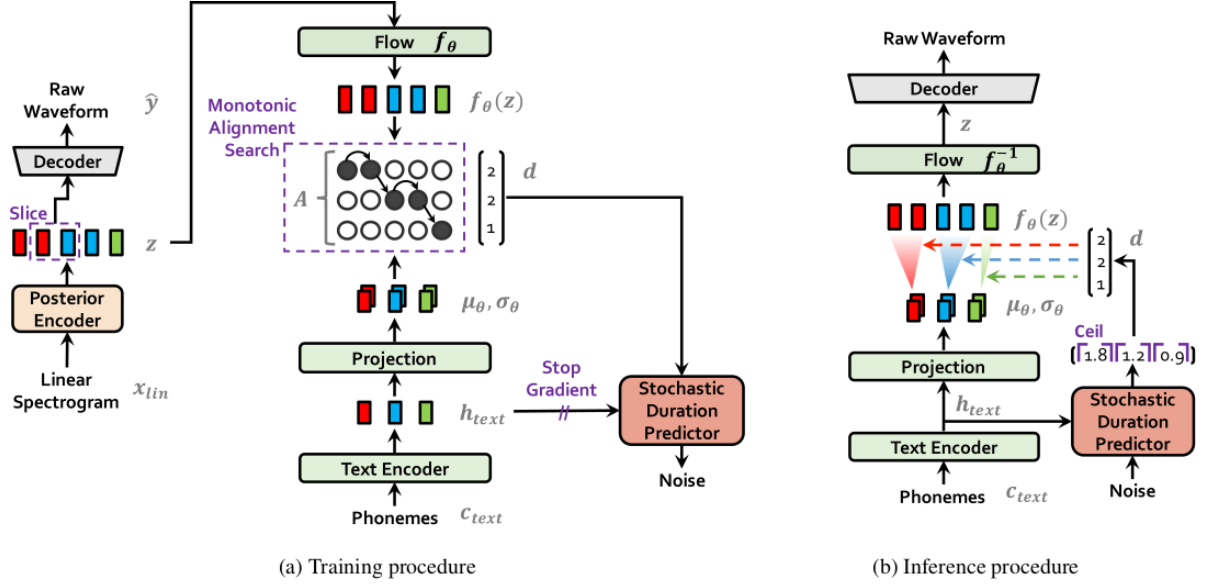 Flow f_θ
Raw
Waveform
ŷ
Decoder
Slice
z
Posterior
Encoder
Linear
Spectrogram
x_lin
f_θ(z)
Monotonic
Alignment
Search
A
2
2
1
d
μ_θ, σ_θ
Projection
Stop
Gradient
//
h_text
Stochastic
Duration
Predictor
Text Encoder
Noise
Phonemes
c_text
(a) Training procedure
Raw Waveform
Decoder
z
Flow f_θ^{-1}
f_θ(z)
d
2
2
1
μ_θ, σ_θ
Ceil
(⌈1.8⌉⌈1.2⌉⌈0.9⌉)
Projection
h_text
Stochastic
Duration
Predictor
Text Encoder
Phonemes
c_text
Noise
(b) Inference procedure